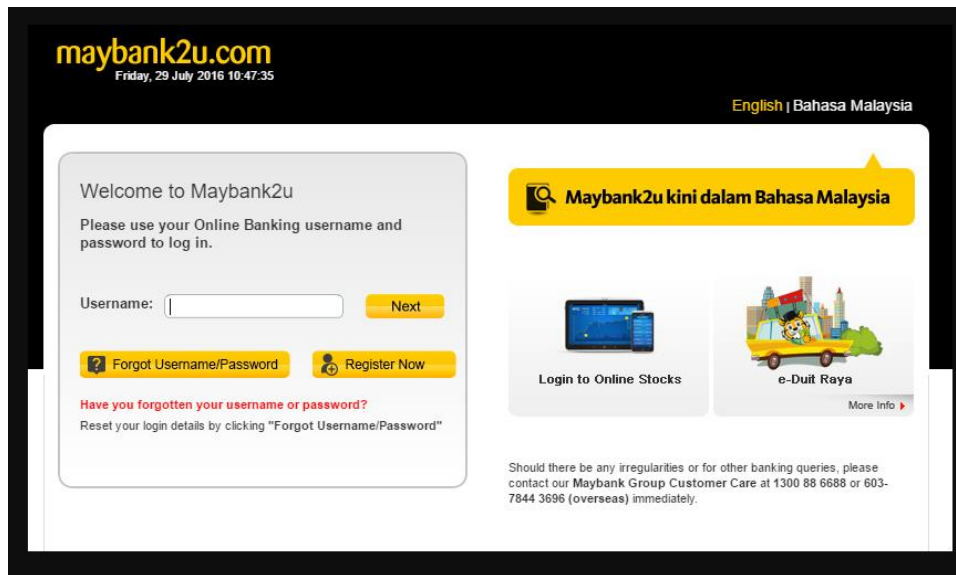 maybank2u.com
Friday, 29 July 2016 10:47:35
English | Bahasa Malaysia
Welcome to Maybank2u
Please use your Online Banking username and
password to log in.
Username:
Next
Forgot Username/Password
Register Now
Have you forgotten your username or password?
Reset your login details by clicking "Forgot Username/Password"
Maybank2u kini dalam Bahasa Malaysia
Login to Online Stocks
e-Duit Raya
More Info
Should there be any irregularities or for other banking queries, please
contact our Maybank Group Customer Care at 1300 88 6688 or 603-
7844 3696 (overseas) immediately.